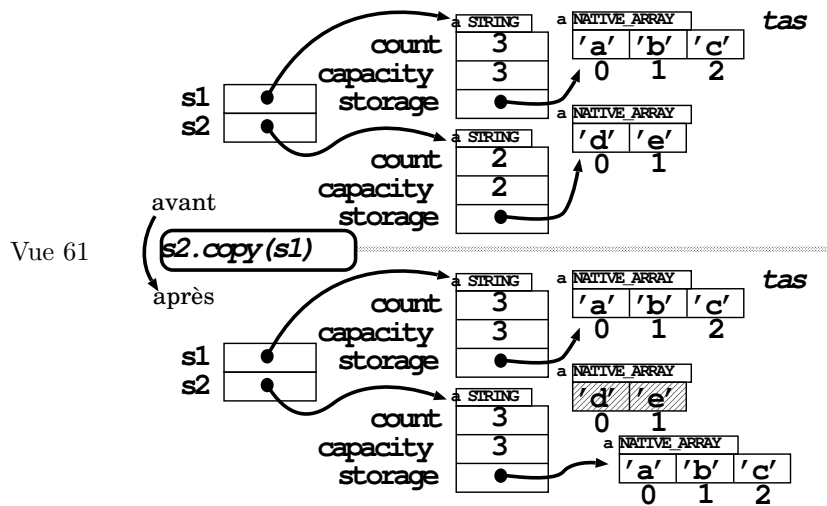 a STRING a NATIVE_ARRAY tas
count 3 'a' 'b' 'c'
capacity 3 0 1 2
s1 storage
s2 a STRING a NATIVE_ARRAY
count 2 'd' 'e'
capacity 2 0 1
storage
avant
Vue 61 s2.copy(s1)
après
a STRING a NATIVE_ARRAY tas
count 3 'a' 'b' 'c'
capacity 3 0 1 2
s1 storage
s2 a STRING a NATIVE_ARRAY
count 3 'd' 'e'
capacity 3 0 1
storage a NATIVE_ARRAY
'a' 'b' 'c'
0 1 2